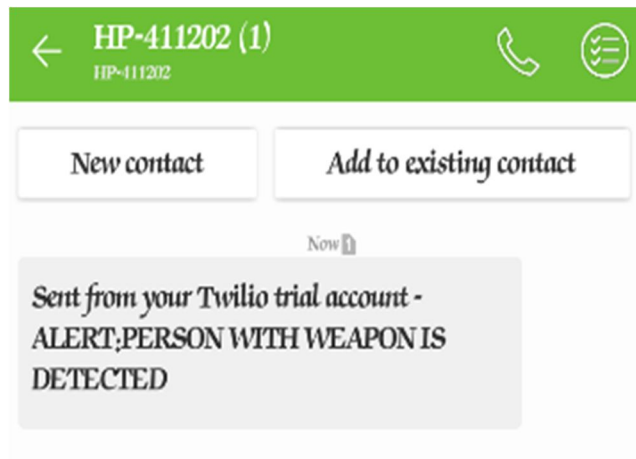 HP-411202 (1)
HP-411202
New contact
Add to existing contact
Now 1
Sent from your Twilio trial account -
ALERT;PERSON WITH WEAPON IS
DETECTED